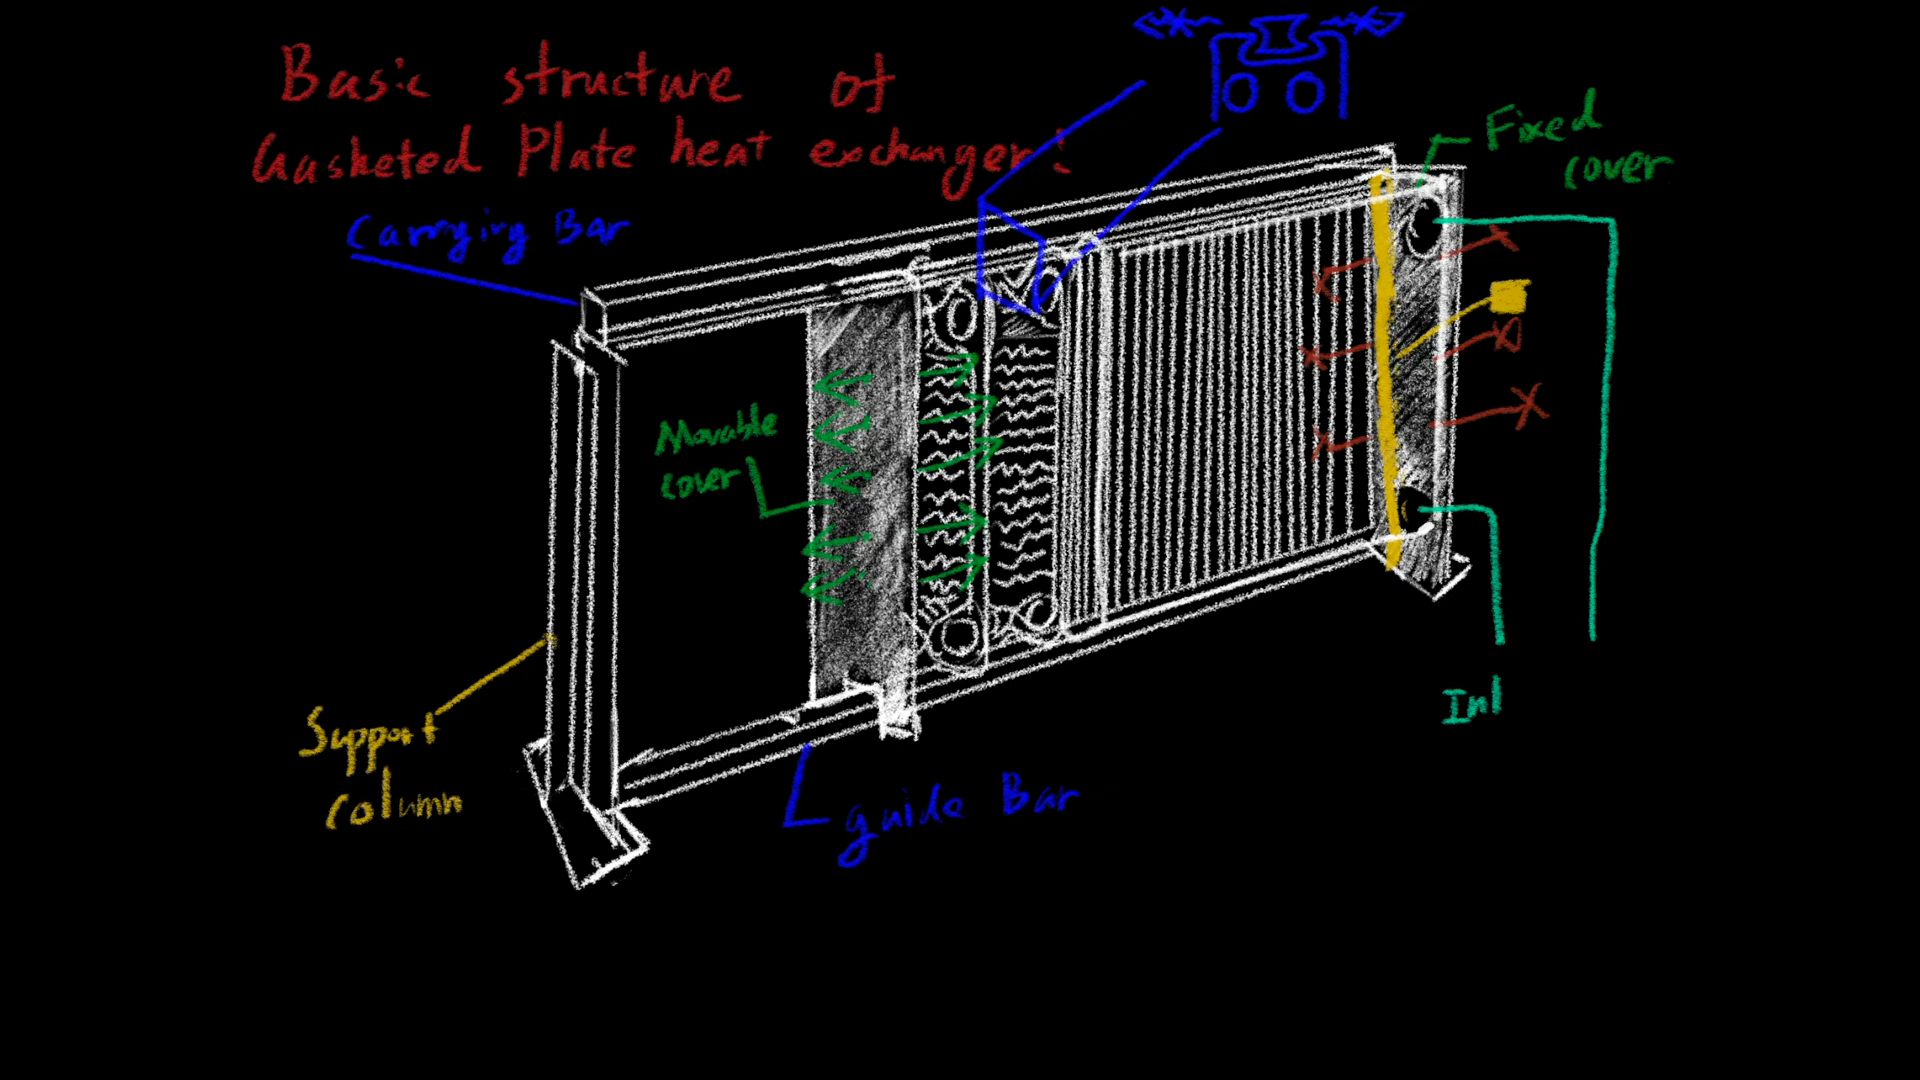 Basic structure of
Gasketed Plate heat exchanger:
Carrying Bar
Fixed
cover
Movable
cover
Support
column
guide Bar
Inl